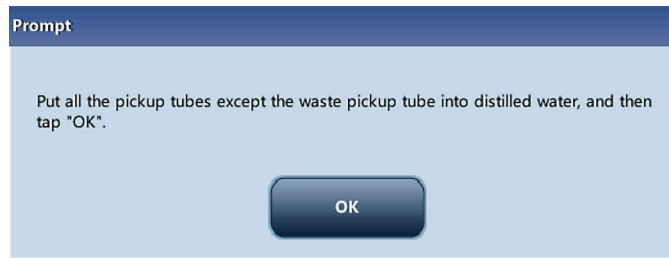 Prompt
Put all the pickup tubes except the waste pickup tube into distilled water, and then
tap "OK".
OK